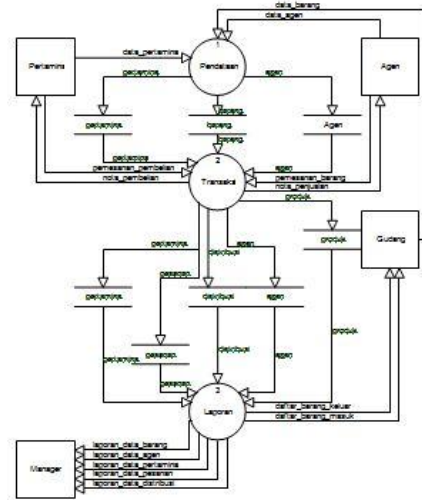 data_barang
data_agen
data_pertamina
Pertamina
1
Pendataan
Agen
pertamina
barang
agen
pertamina
barang
Agen
pertamina
barang
agen
pemesanan_pembelian
nota_pembelian
2
Transaksi
pemesanan_barang
nota_penjualan
produk
pertamina
distribusi
agen
produk
Gudang
pertamina
pesanan
distribusi
agen
pesanan
distribusi
produk
pertamina
agen
pesanan
3
Laporan
daftar_barang_keluar
daftar_barang_masuk
Manager
laporan_data_barang
laporan_data_agen
laporan_data_pertamina
laporan_data_pesanan
laporan_data_distribusi